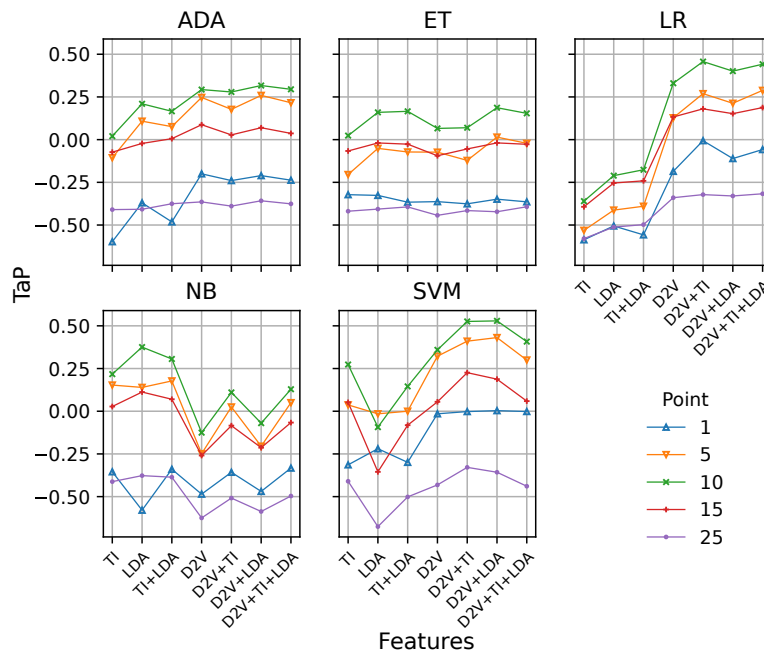 ADA
ET
LR
0.50
0.25
0.00
−0.25
−0.50
TaP
NB
SVM
0.50
0.25
0.00
−0.25
−0.50
TI
LDA
TI+LDA
D2V
D2V+TI
D2V+LDA
D2V+TI+LDA
TI
LDA
TI+LDA
D2V
D2V+TI
D2V+LDA
D2V+TI+LDA
TI
LDA
TI+LDA
D2V
D2V+TI
D2V+LDA
D2V+TI+LDA
Point
1
5
10
15
25
Features